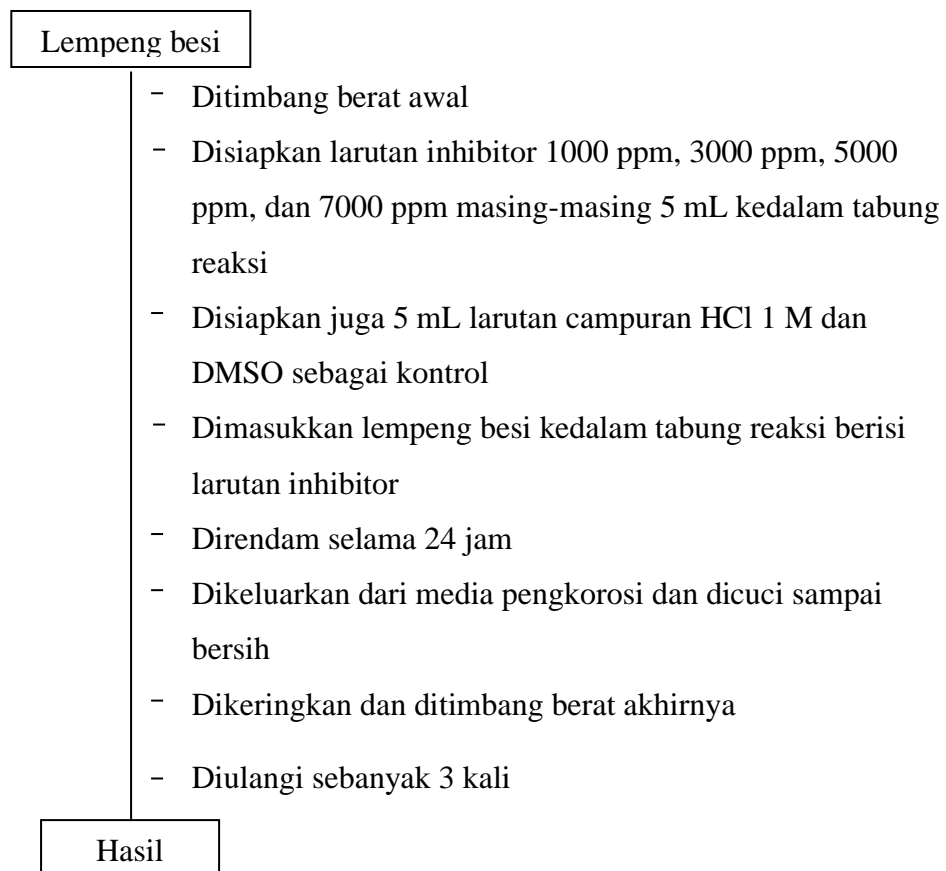 Lempeng besi
- Ditimbang berat awal
- Disiapkan larutan inhibitor 1000 ppm, 3000 ppm, 5000
ppm, dan 7000 ppm masing-masing 5 mL kedalam tabung
reaksi
- Disiapkan juga 5 mL larutan campuran HCl 1 M dan
DMSO sebagai kontrol
- Dimasukkan lempeng besi kedalam tabung reaksi berisi
larutan inhibitor
- Direndam selama 24 jam
- Dikeluarkan dari media pengkorosi dan dicuci sampai
bersih
- Dikeringkan dan ditimbang berat akhirnya
- Diulangi sebanyak 3 kali
Hasil